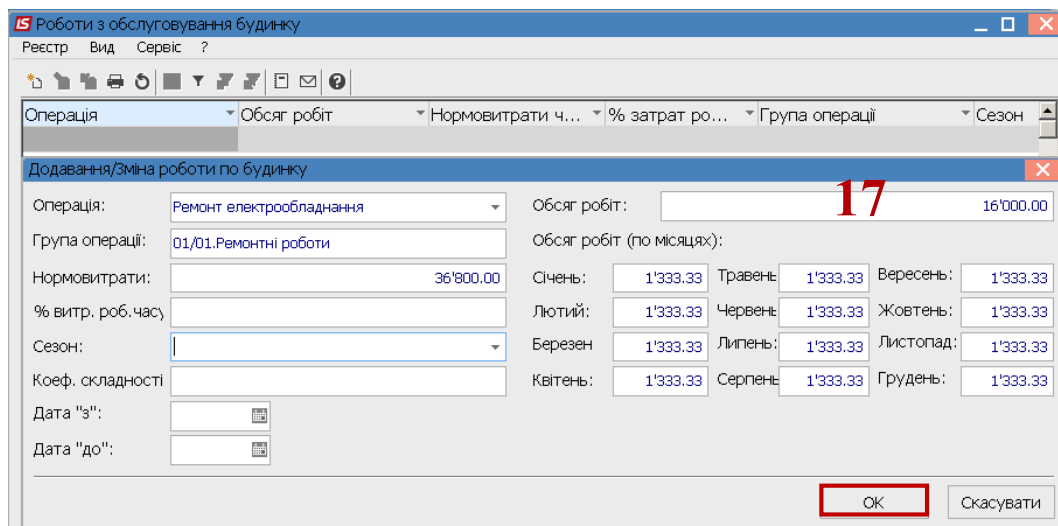 IS Роботи з обслуговування будинку
Реєстр Вид Сервіс ?
Операція Обсяг робіт Нормовитрати ч... % затрат ро... Група операції Сезон
Додавання/Зміна роботи по будинку
17
Операція: Ремонт електрообладнання Обсяг робіт: 16'000.00
Група операції: 01/01.Ремонтні роботи Обсяг робіт (по місяцях):
Нормовитрати: 36'800.00 Січень: 1'333.33 Травень 1'333.33 Вересень: 1'333.33
% витр. роб.часу Лютий: 1'333.33 Червень 1'333.33 Жовтень: 1'333.33
Сезон: Березен 1'333.33 Липень: 1'333.33 Листопад: 1'333.33
Коеф. складності Квітень: 1'333.33 Серпень 1'333.33 Грудень: 1'333.33
Дата "з":
Дата "до":
OK Скасувати